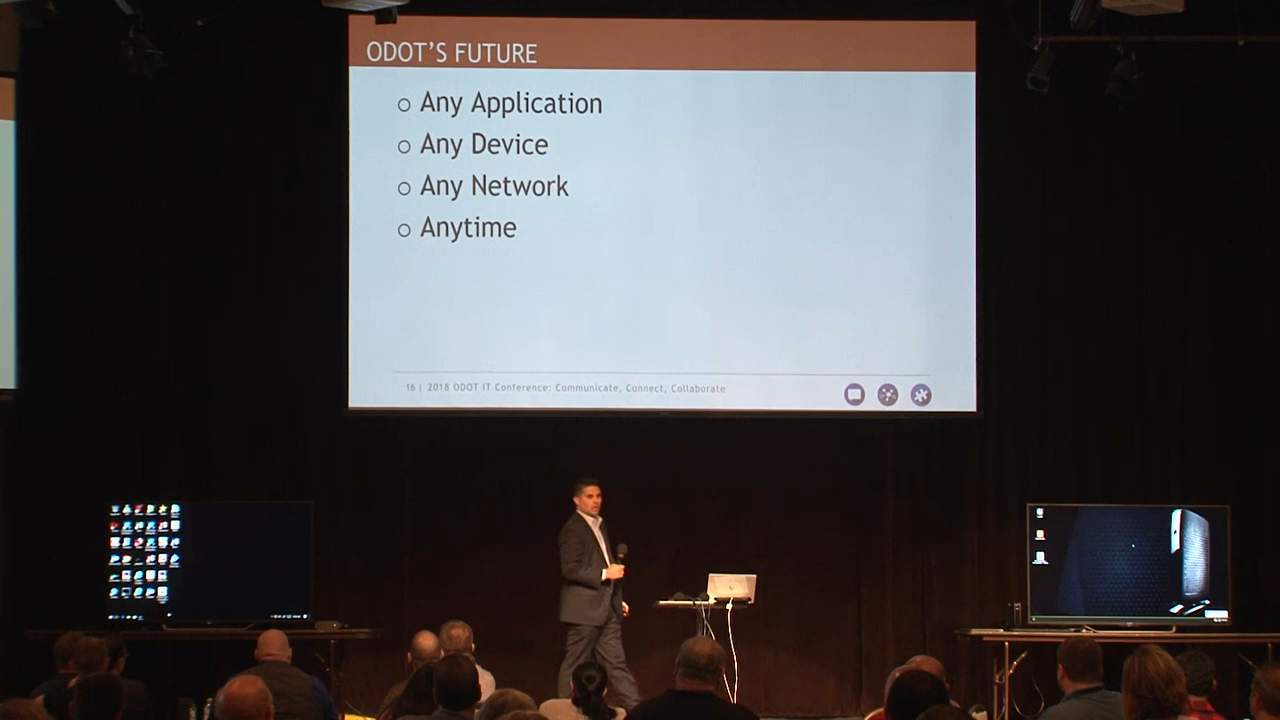 ODOT'S FUTURE
Any Application
Any Device
Any Network
Anytime
16 | 2018 ODOT IT Conference: Communicate, Connect, Collaborate